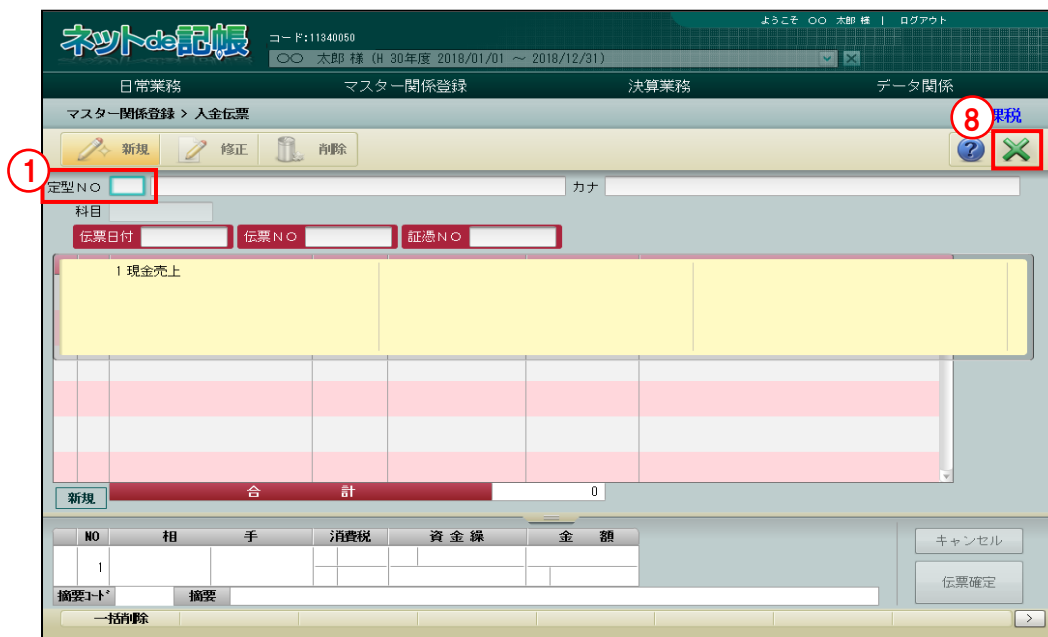 ようこそ ○○ 太郎 様 | ログアウト
ネットde記帳 コード:11340050
○○ 太郎 様 (H 30年度 2018/01/01 ～ 2018/12/31)
日常業務 マスター関係登録 決算業務 データ関係
マスター関係登録 > 入金伝票 課税
8
新規 修正 削除 ?
1
定型NO カナ
科目
伝票日付 伝票NO 証憑NO
1 現金売上
新規 合 計 0
NO 相 手 消費税 資 金 繰 金 額
キャンセル
1
伝票確定
摘要コード 摘要
一括削除 >